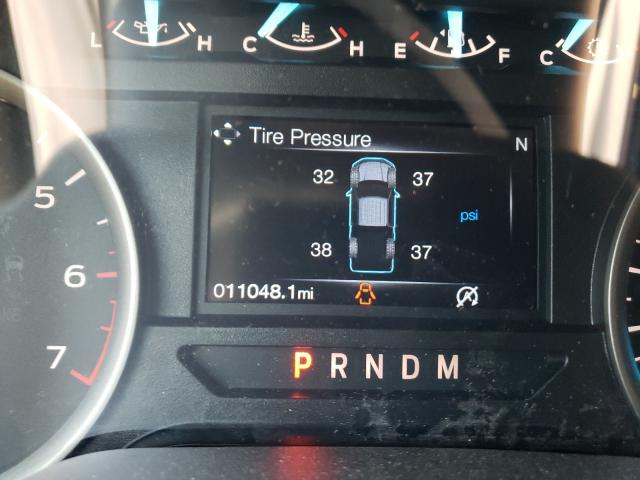 L H C H E F C
Tire Pressure N
32 37
psi
38 37
011048.1mi
5
6
7
P R N D M